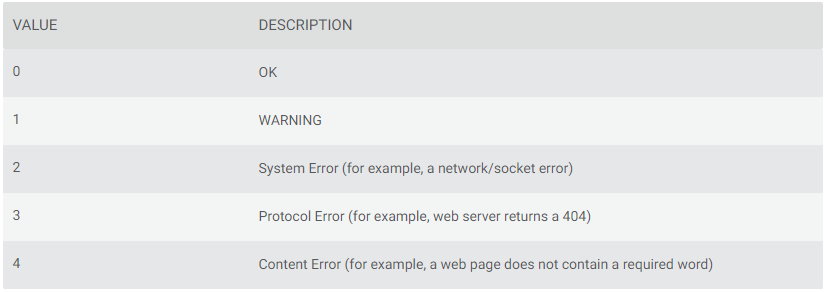 VALUE DESCRIPTION
0 OK
1 WARNING
2 System Error (for example, a network/socket error)
3 Protocol Error (for example, web server returns a 404)
4 Content Error (for example, a web page does not contain a required word)